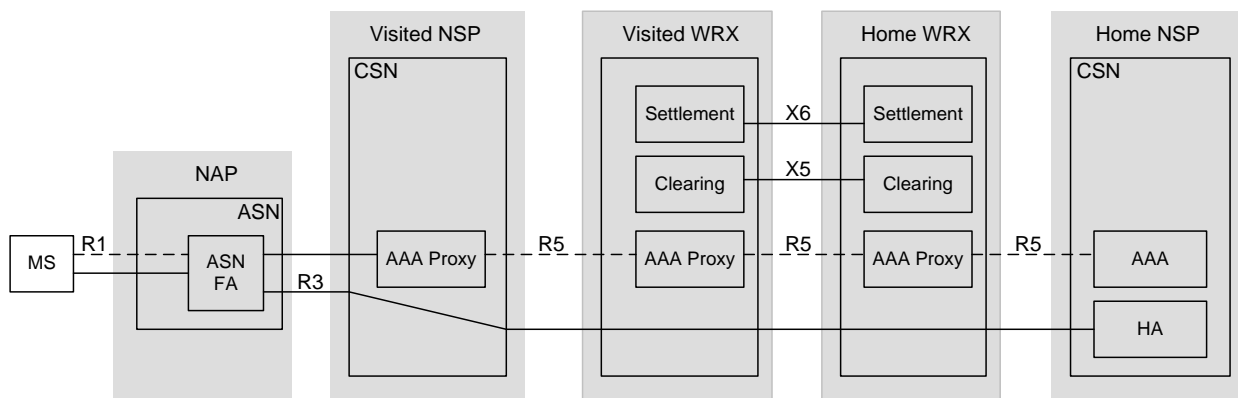 Visited NSP
Visited WRX
Home WRX
Home NSP
CSN
CSN
Settlement
X6
Settlement
Clearing
X5
Clearing
NAP
ASN
MS
R1
ASN
FA
R3
AAA Proxy
R5
AAA Proxy
R5
AAA Proxy
R5
AAA
HA